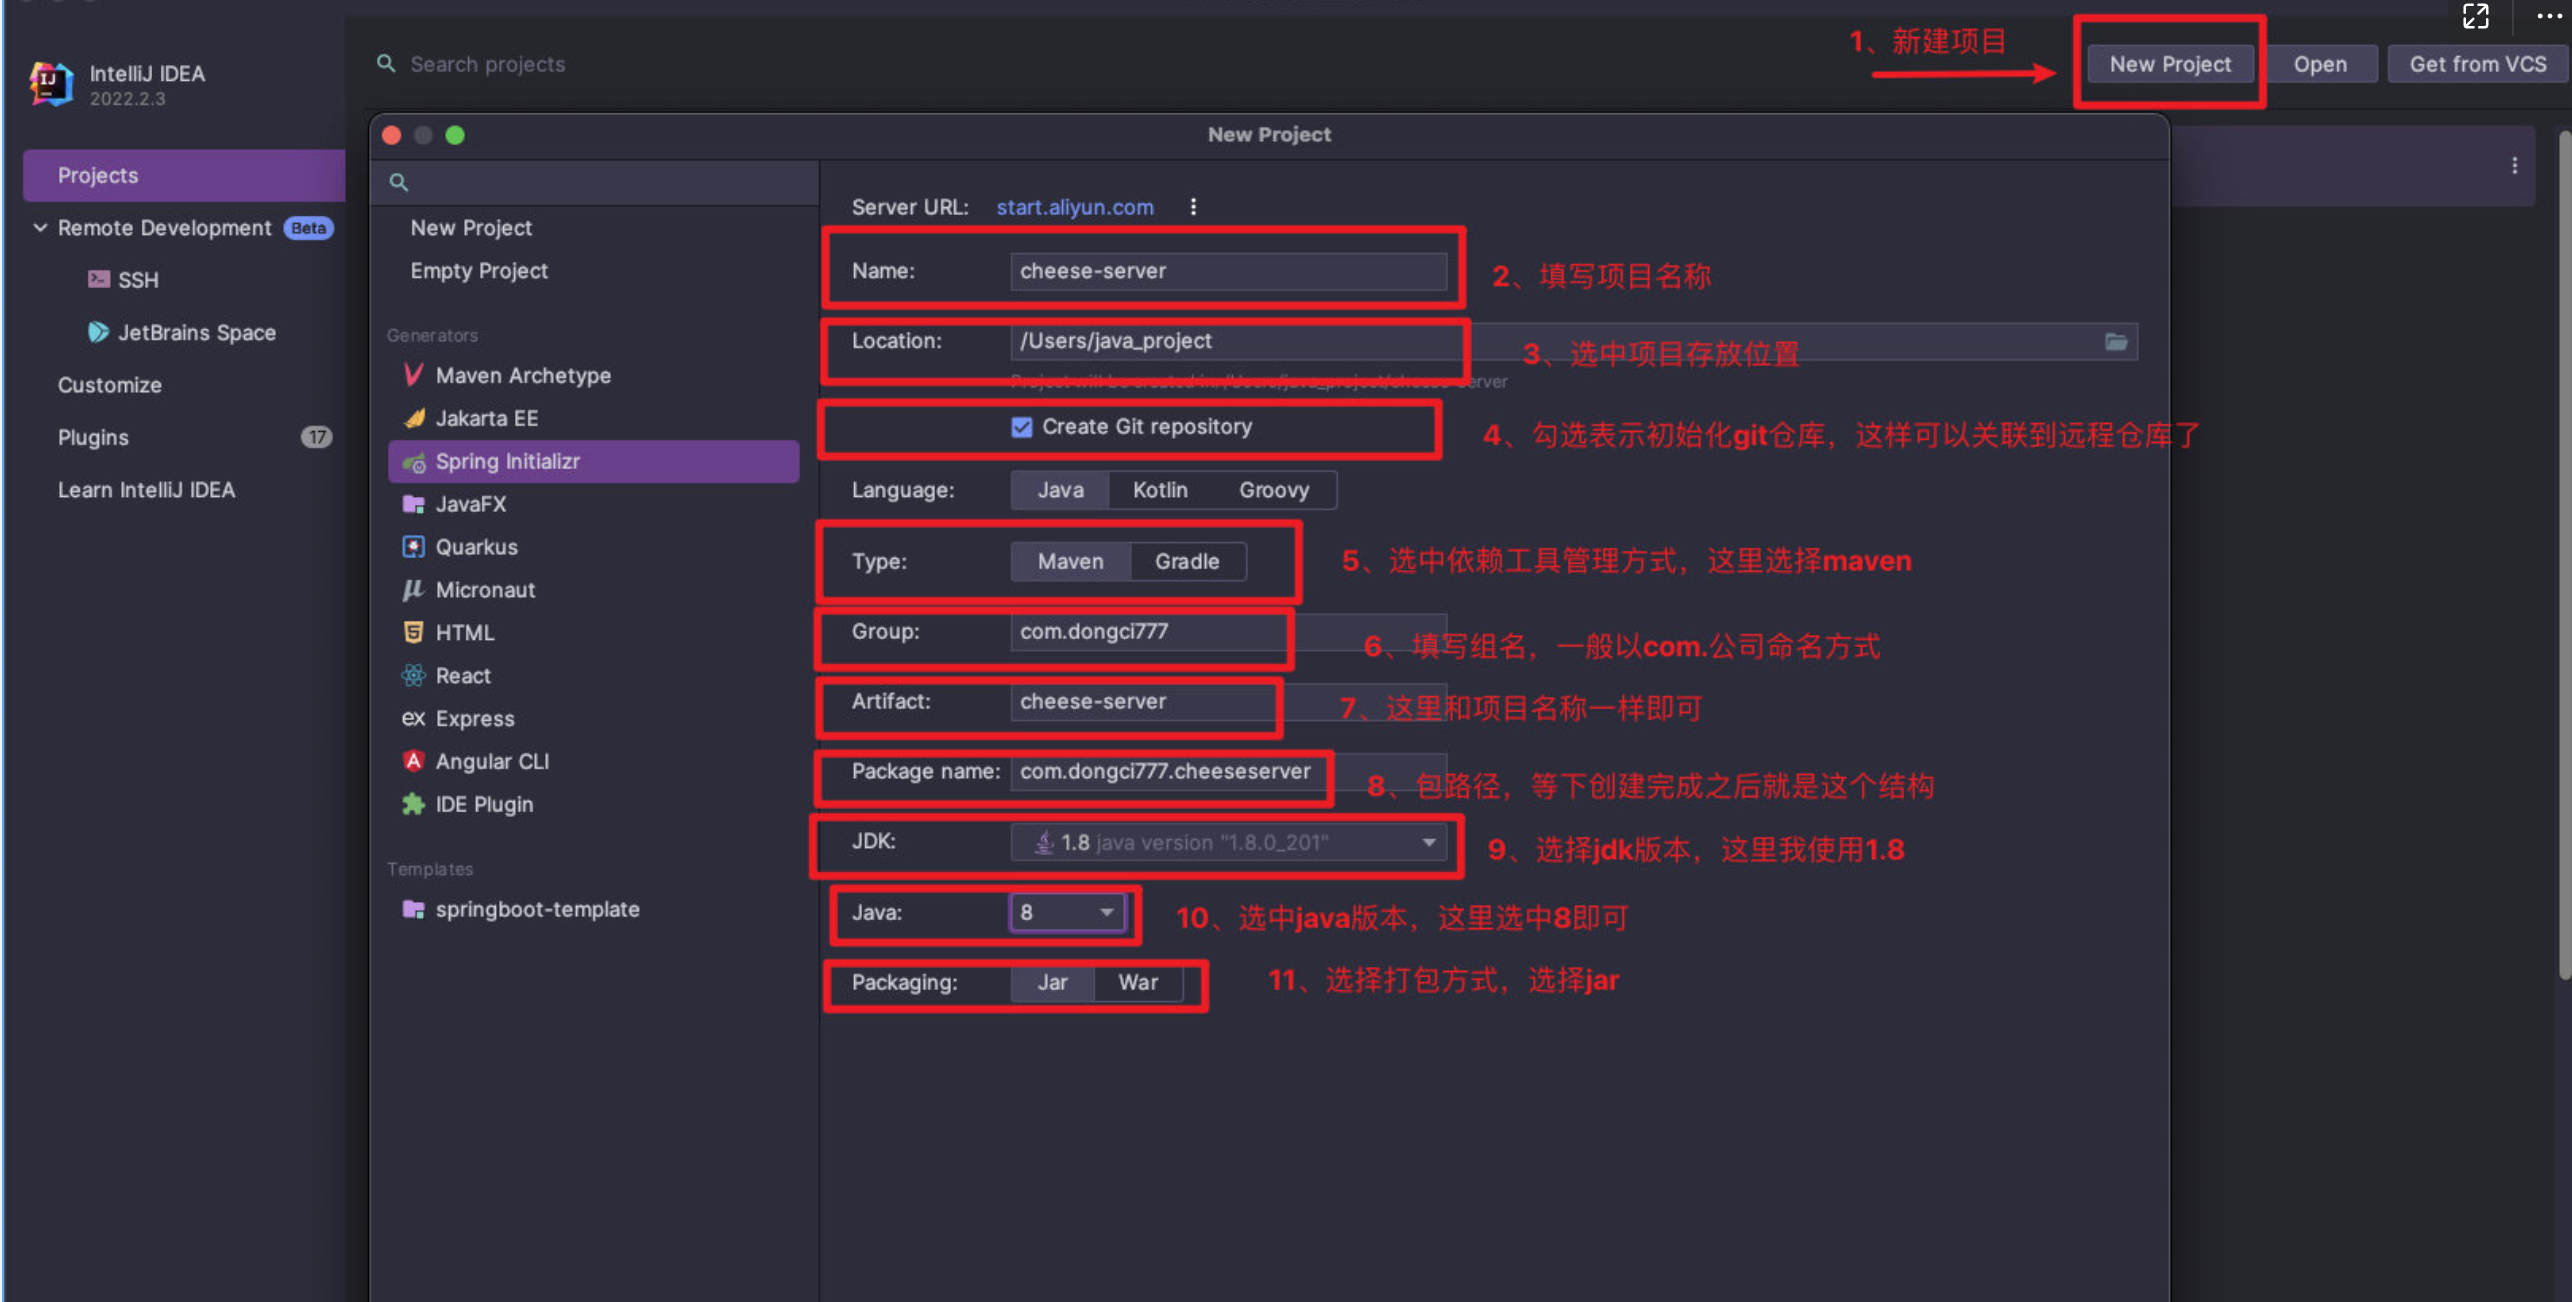 IntelliJ IDEA
2022.2.3
Search projects
1、新建项目
New Project
Open
Get from VCS
Projects
Remote Development Beta
SSH
JetBrains Space
Customize
Plugins 17
Learn IntelliJ IDEA
New Project
New Project
Empty Project
Generators
Maven Archetype
Jakarta EE
Spring Initializr
JavaFX
Quarkus
Micronaut
HTML
React
ex Express
Angular CLI
IDE Plugin
Templates
springboot-template
Server URL: start.aliyun.com
Name: cheese-server 2、填写项目名称
Location: /Users/java_project 3、选中项目存放位置
Project will be created in: /Users/java_project/cheese-server
Create Git repository 4、勾选表示初始化git仓库，这样可以关联到远程仓库了
Language: Java Kotlin Groovy
Type: Maven Gradle 5、选中依赖工具管理方式，这里选择maven
Group: com.dongci777 6、填写组名，一般以com.公司命名方式
Artifact: cheese-server 7、这里和项目名称一样即可
Package name: com.dongci777.cheeseserver 8、包路径，等下创建完成之后就是这个结构
JDK: 1.8 java version "1.8.0_201" 9、选择jdk版本，这里我使用1.8
Java: 8 10、选中java版本，这里选中8即可
Packaging: Jar War 11、选择打包方式，选择jar